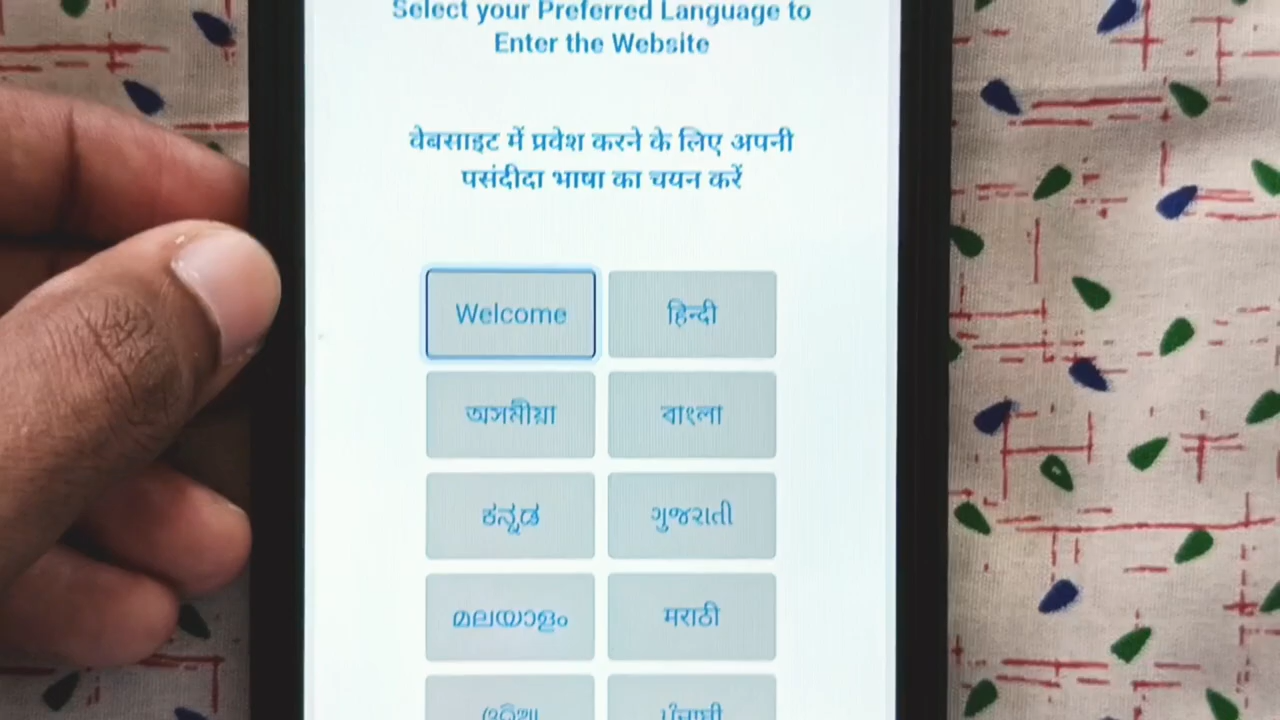 Select your Preferred Language to
Enter the Website
वेबसाइट में प्रवेश करने के लिए अपनी
पसंदीदा भाषा का चयन करें
Welcome
हिन्दी
অসমীয়া
বাংলা
ಕನ್ನಡ
ગુજરાતી
മലയാളം
मराठी
ଓଡ଼ିଆ
ਪੰਜਾਬੀ